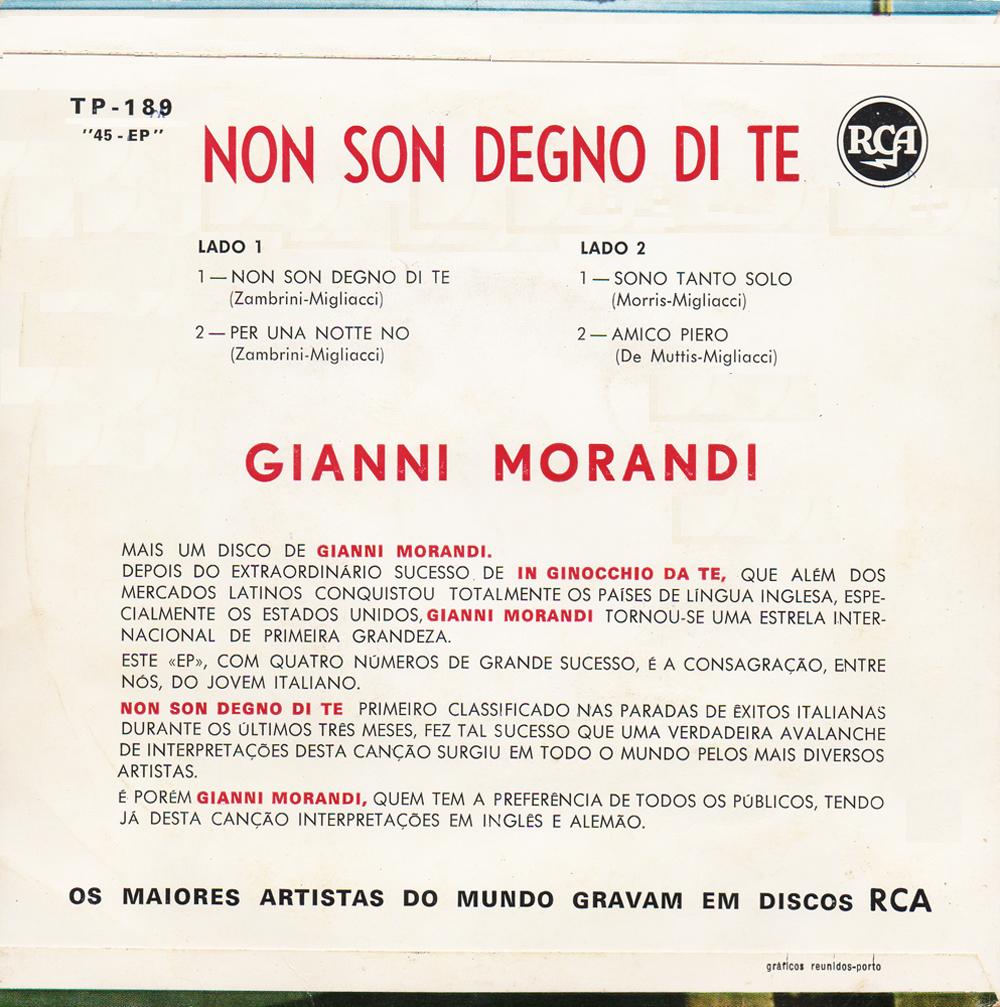 TP-189
"45 - EP"
NON SON DEGNO DI TE
RCA
LADO 1
1 — NON SON DEGNO DI TE
(Zambrini-Migliacci)
2 — PER UNA NOTTE NO
(Zambrini-Migliacci)
LADO 2
1 — SONO TANTO SOLO
(Morris-Migliacci)
2 — AMICO PIERO
(De Muttis-Migliacci)
GIANNI MORANDI
MAIS UM DISCO DE GIANNI MORANDI.
DEPOIS DO EXTRAORDINÁRIO SUCESSO DE IN GINOCCHIO DA TE, QUE ALÉM DOS
MERCADOS LATINOS CONQUISTOU TOTALMENTE OS PAÍSES DE LÍNGUA INGLESA, ESPE-
CIALMENTE OS ESTADOS UNIDOS, GIANNI MORANDI TORNOU-SE UMA ESTRELA INTER-
NACIONAL DE PRIMEIRA GRANDEZA.
ESTE «EP», COM QUATRO NÚMEROS DE GRANDE SUCESSO, É A CONSAGRAÇÃO, ENTRE
NÓS, DO JOVEM ITALIANO.
NON SON DEGNO DI TE PRIMEIRO CLASSIFICADO NAS PARADAS DE ÊXITOS ITALIANAS
DURANTE OS ÚLTIMOS TRÊS MESES, FEZ TAL SUCESSO QUE UMA VERDADEIRA AVALANCHE
DE INTERPRETAÇÕES DESTA CANÇÃO SURGIU EM TODO O MUNDO PELOS MAIS DIVERSOS
ARTISTAS.
É PORÉM GIANNI MORANDI, QUEM TEM A PREFERÊNCIA DE TODOS OS PÚBLICOS, TENDO
JÁ DESTA CANÇÃO INTERPRETAÇÕES EM INGLÊS E ALEMÃO.
OS MAIORES ARTISTAS DO MUNDO GRAVAM EM DISCOS RCA
gráficos reunidos-porto